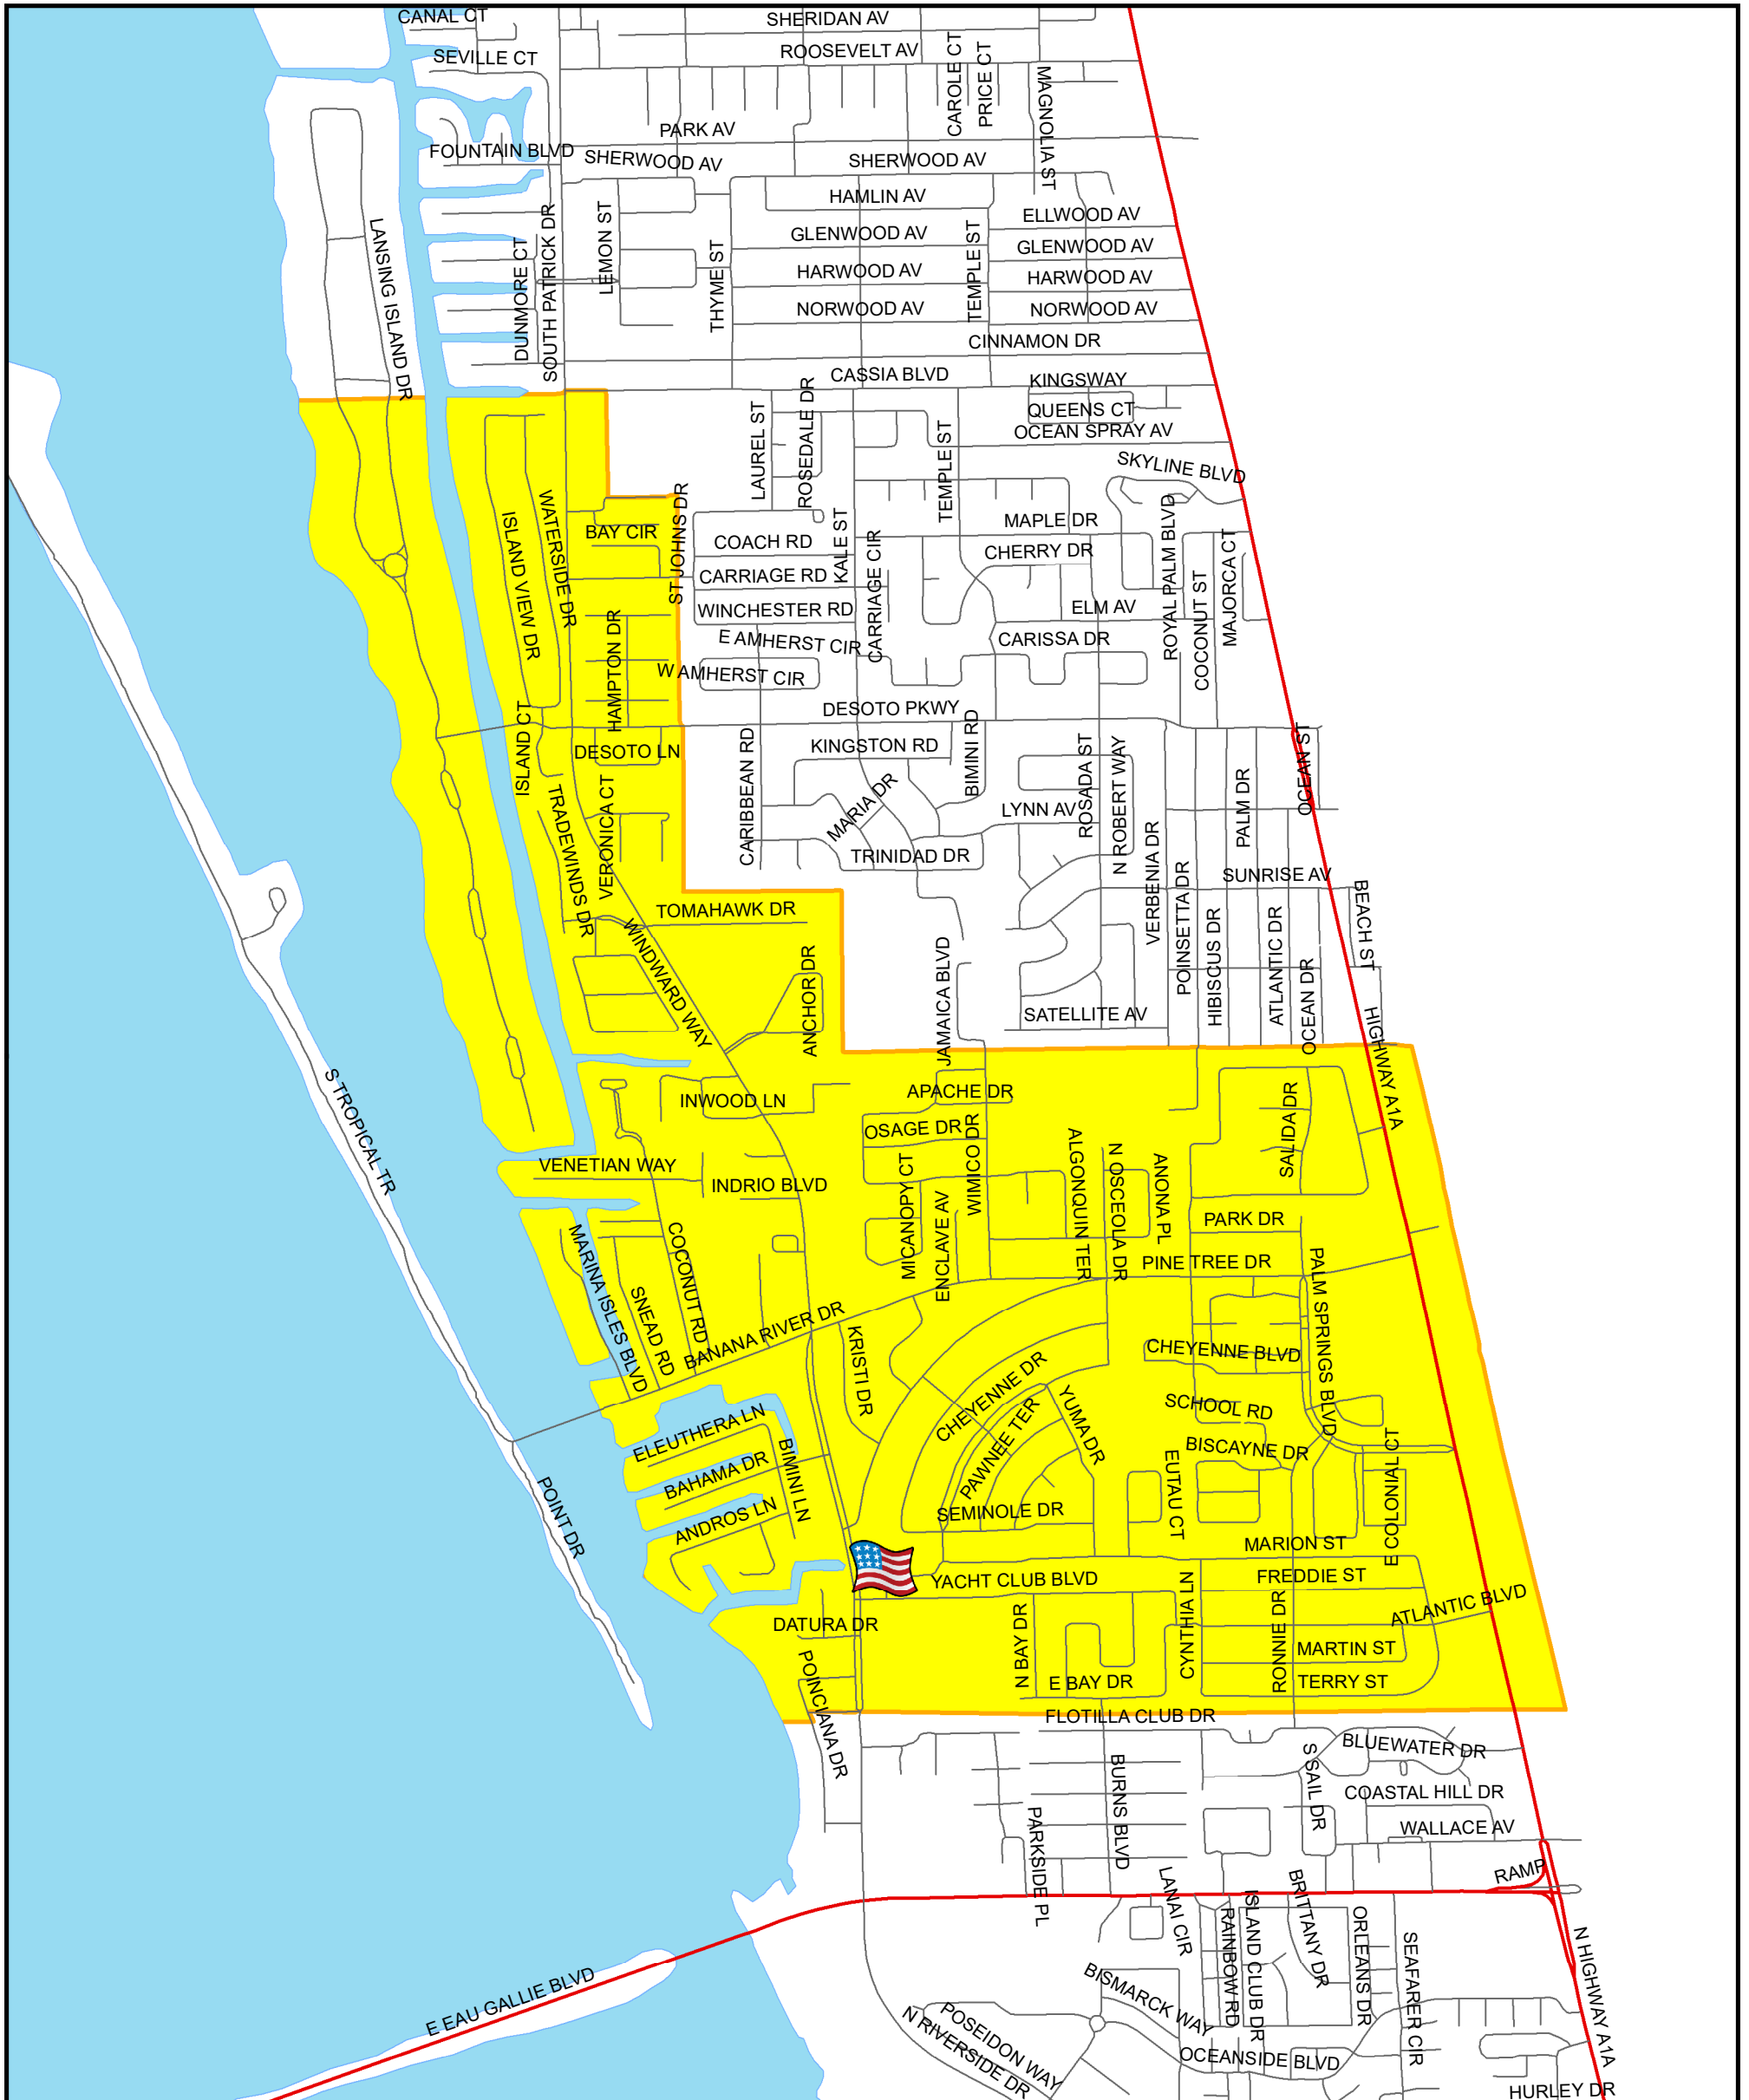 CANAL CT
SHERIDAN AV
SEVILLE CT
ROOSEVELT AV
CAROLE CT
PRICE CT
MAGNOLIA ST
PARK AV
FOUNTAIN BLVD
SHERWOOD AV
SHERWOOD AV
HAMLIN AV
LANSING ISLAND DR
DUNMORE CT
SOUTH PATRICK DR
LEMON ST
THYME ST
TEMPLE ST
ELLWOOD AV
GLENWOOD AV
GLENWOOD AV
HARWOOD AV
HARWOOD AV
NORWOOD AV
NORWOOD AV
CINNAMON DR
CASSIA BLVD
KINGSWAY
QUEENS CT
OCEAN SPRAY AV
LAUREL ST
ROSEDALE DR
TEMPLE ST
SKYLINE BLVD
ISLAND VIEW DR
WATERSIDE DR
BAY CIR
ST JOHNS DR
COACH RD
KALE ST
CARRIAGE CIR
MAPLE DR
CHERRY DR
ROYAL PALM BLVD
COCONUT ST
MAJORCA CT
CARRIAGE RD
WINCHESTER RD
ELM AV
HAMPTON DR
E AMHERST CIR
CARISSA DR
W AMHERST CIR
DESOTO PKWY
ISLAND CT
DESOTO LN
CARIBBEAN RD
KINGSTON RD
BIMINI RD
ROSADA ST
N ROBERT WAY
OCEAN ST
TRADEWINDS DR
VERONICA CT
MARIA DR
LYNN AV
PALM DR
TRINIDAD DR
VERBENIA DR
POINSETTA DR
SUNRISE AV
BEACH ST
TOMAHAWK DR
WINDWARD WAY
ANCHOR DR
JAMAICA BLVD
HIBISCUS DR
ATLANTIC DR
OCEAN DR
SATELLITE AV
HIGHWAY A1A
S TROPICAL TR
INWOOD LN
APACHE DR
OSAGE DR
WIMICO DR
SALIDA DR
VENETIAN WAY
INDRIO BLVD
MICANOPY CT
ENCLAVE AV
ALGONQUIN TER
N OSCEOLA DR
ANONA PL
PARK DR
PINE TREE DR
MARINA ISLES BLVD
SNEAD RD
COCONUT RD
BANANA RIVER DR
KRISTI DR
PALM SPRINGS BLVD
CHEYENNE BLVD
CHEYENNE DR
PAWNEE TER
YUMA DR
SCHOOL RD
BISCAYNE DR
ELEUTHERA LN
BAHAMA DR
BIMINI LN
ANDROS LN
EUTAU CT
E COLONIAL CT
POINT DR
SEMINOLE DR
MARION ST
YACHT CLUB BLVD
FREDDIE ST
ATLANTIC BLVD
DATURA DR
N BAY DR
CYNTHIA LN
RONNIE DR
MARTIN ST
E BAY DR
TERRY ST
POINCIANA DR
FLOTILLA CLUB DR
BLUEWATER DR
BURNS BLVD
S SAIL DR
COASTAL HILL DR
PARKSIDE PL
WALLACE AV
RAMP
LANAI CIR
RAINBOW RD
ISLAND CLUB DR
BRITTANY DR
ORLEANS DR
SEAFARER CIR
N HIGHWAY A1A
E EAU GALLIE BLVD
BISMARCK WAY
POSEIDON WAY
N RIVERSIDE DR
OCEANSIDE BLVD
HURLEY DR